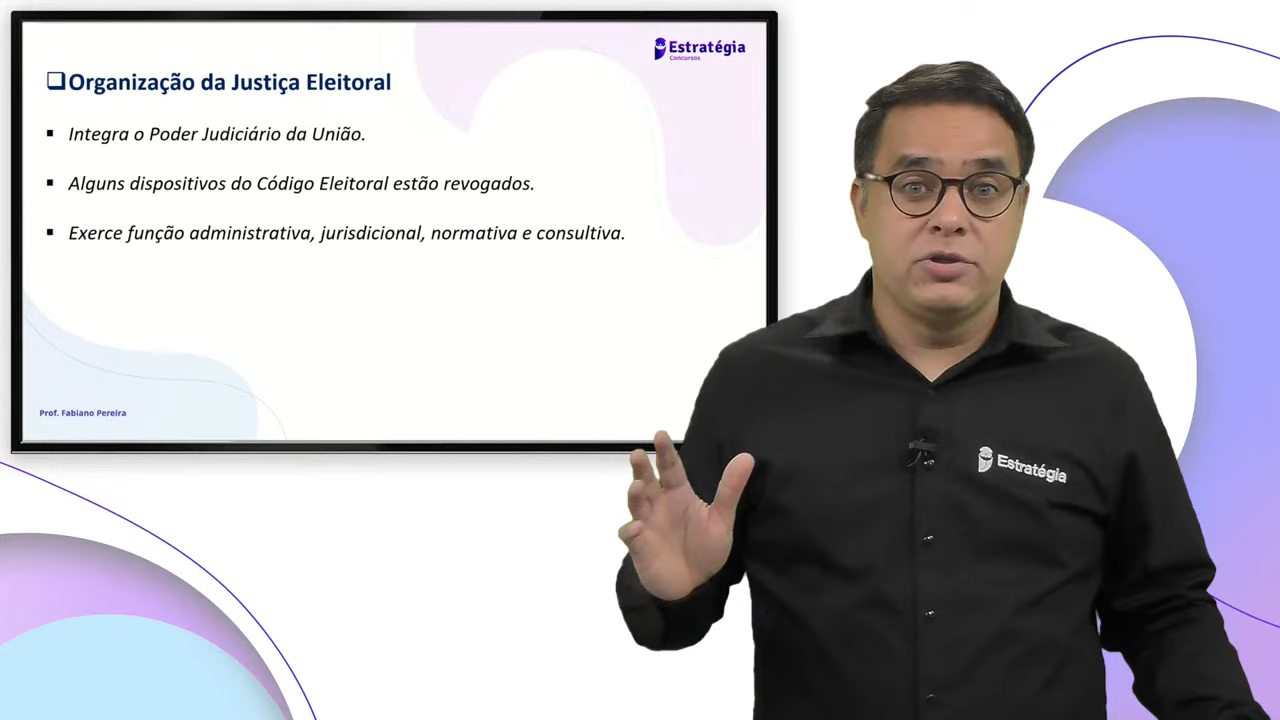 Estratégia
Concursos
❑Organização da Justiça Eleitoral
▪ Integra o Poder Judiciário da União.
▪ Alguns dispositivos do Código Eleitoral estão revogados.
▪ Exerce função administrativa, jurisdicional, normativa e consultiva.
Prof. Fabiano Pereira
Estratégia